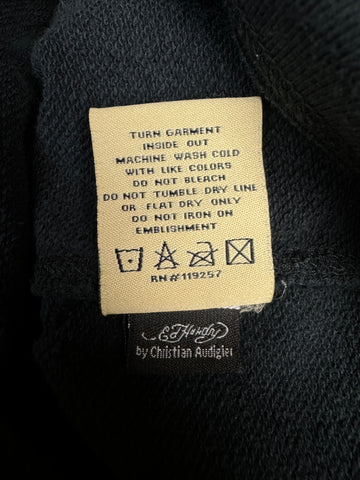 TURN GARMENT
INSIDE OUT
MACHINE WASH COLD
WITH LIKE COLORS
DO NOT BLEACH
DO NOT TUMBLE DRY LINE
OR FLAT DRY ONLY
DO NOT IRON ON
EMBLISHMENT
RN#119257
Ed Hardy
by Christian Audigier